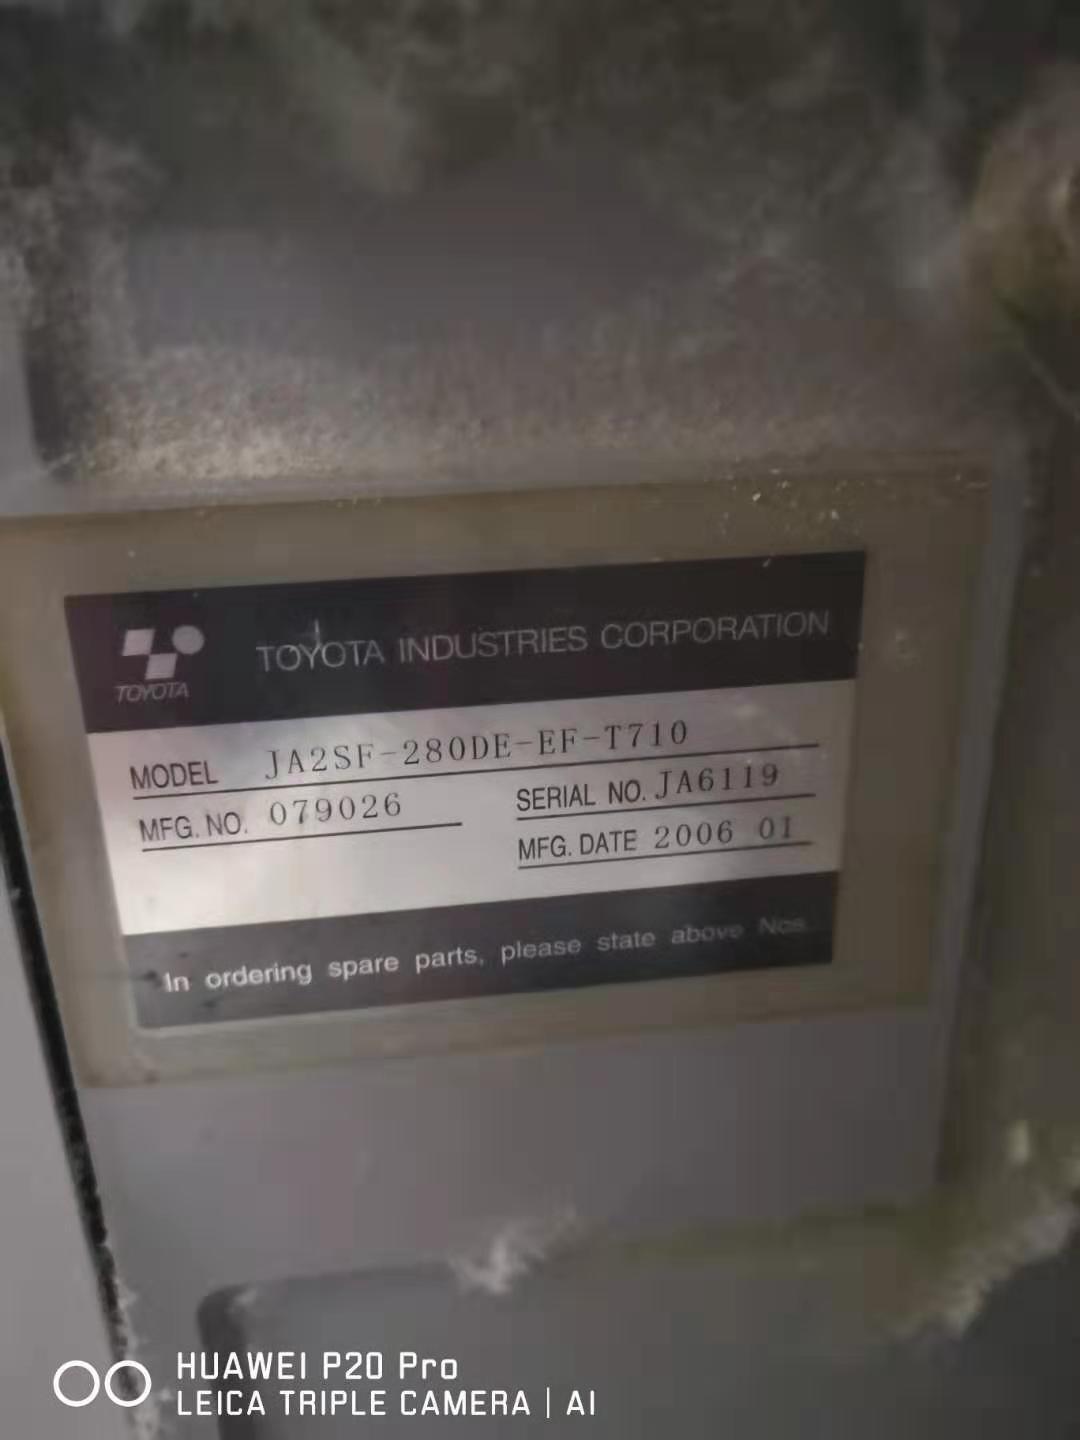 TOYOTA
TOYOTA INDUSTRIES CORPORATION
MODEL JA2SF-280DE-EF-T710
MFG. NO. 079026
SERIAL NO. JA6119
MFG. DATE 2006 01
In ordering spare parts, please state above Nos.
HUAWEI P20 Pro
LEICA TRIPLE CAMERA | AI